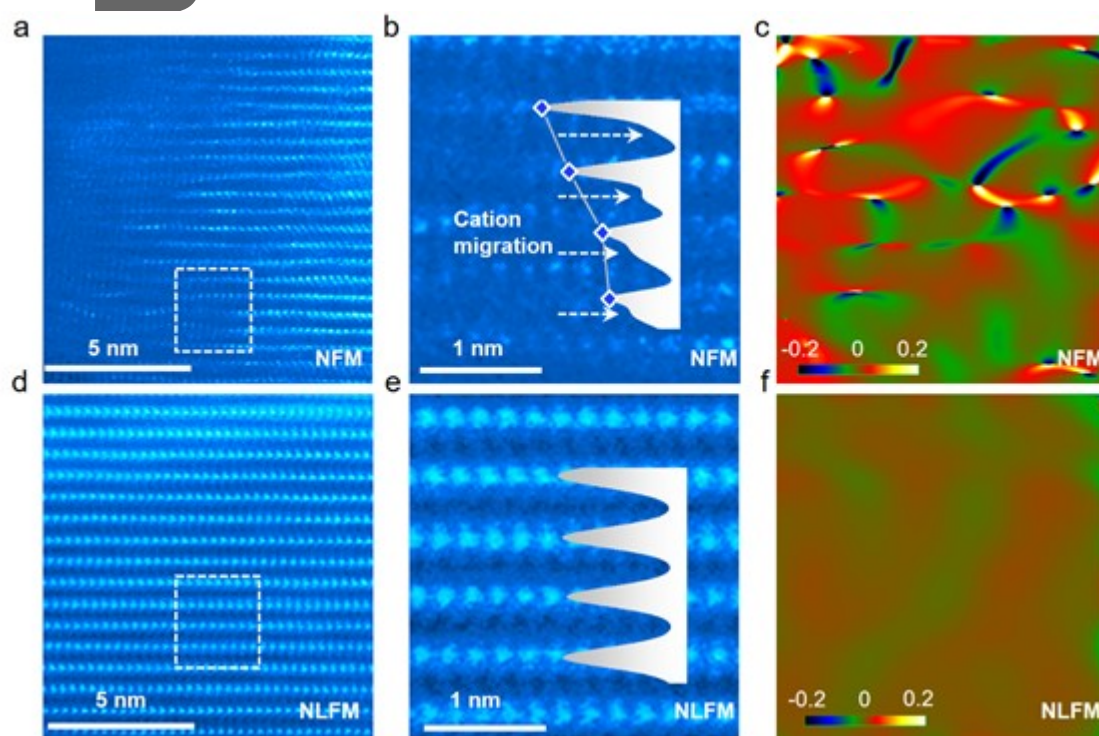 a
b
c
Cation
migration
5 nm
NFM
1 nm
NFM
-0.2 0 0.2
NFM
d
e
f
5 nm
NLFM
1 nm
NLFM
-0.2 0 0.2
NLFM